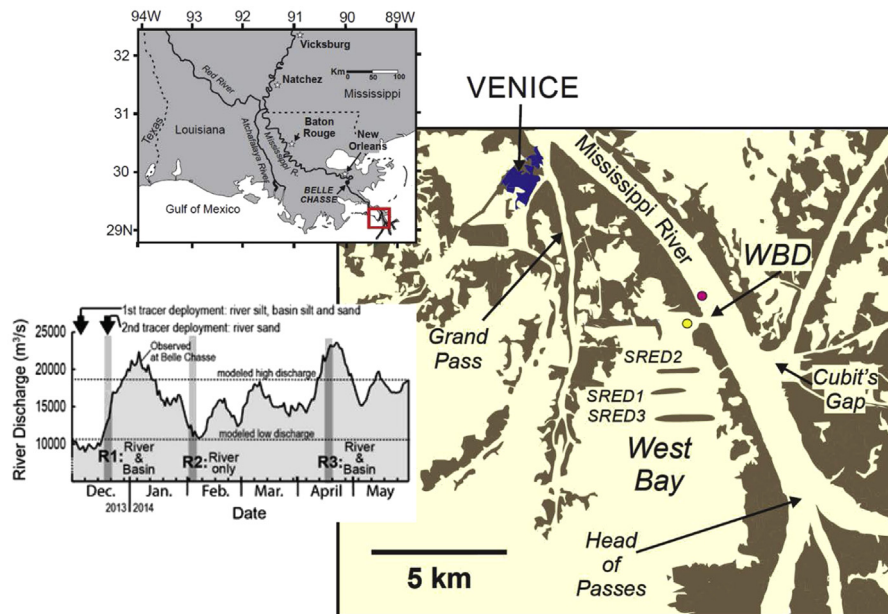 94W 93 92 91 90 89W
32
31
30
29N
Vicksburg
Km
0 50 100
Natchez
Mississippi
Red River
Texas
Louisiana
Baton
Rouge
New
Orleans
Atchafalaya River
Mississippi R.
BELLE
CHASSE
Gulf of Mexico
VENICE
Mississippi River
WBD
Grand
Pass
SRED2
SRED1
SRED3
Cubit's
Gap
West
Bay
Head
of
Passes
5 km
1st tracer deployment: river silt, basin silt and sand
2nd tracer deployment: river sand
River Discharge (m³/s)
25000
20000
15000
10000
Observed
at Belle Chasse
modeled high discharge
modeled low discharge
R1: River
& Basin
R2: River
only
R3: River
& Basin
Dec. Jan. Feb. Mar. April May
2013 2014
Date